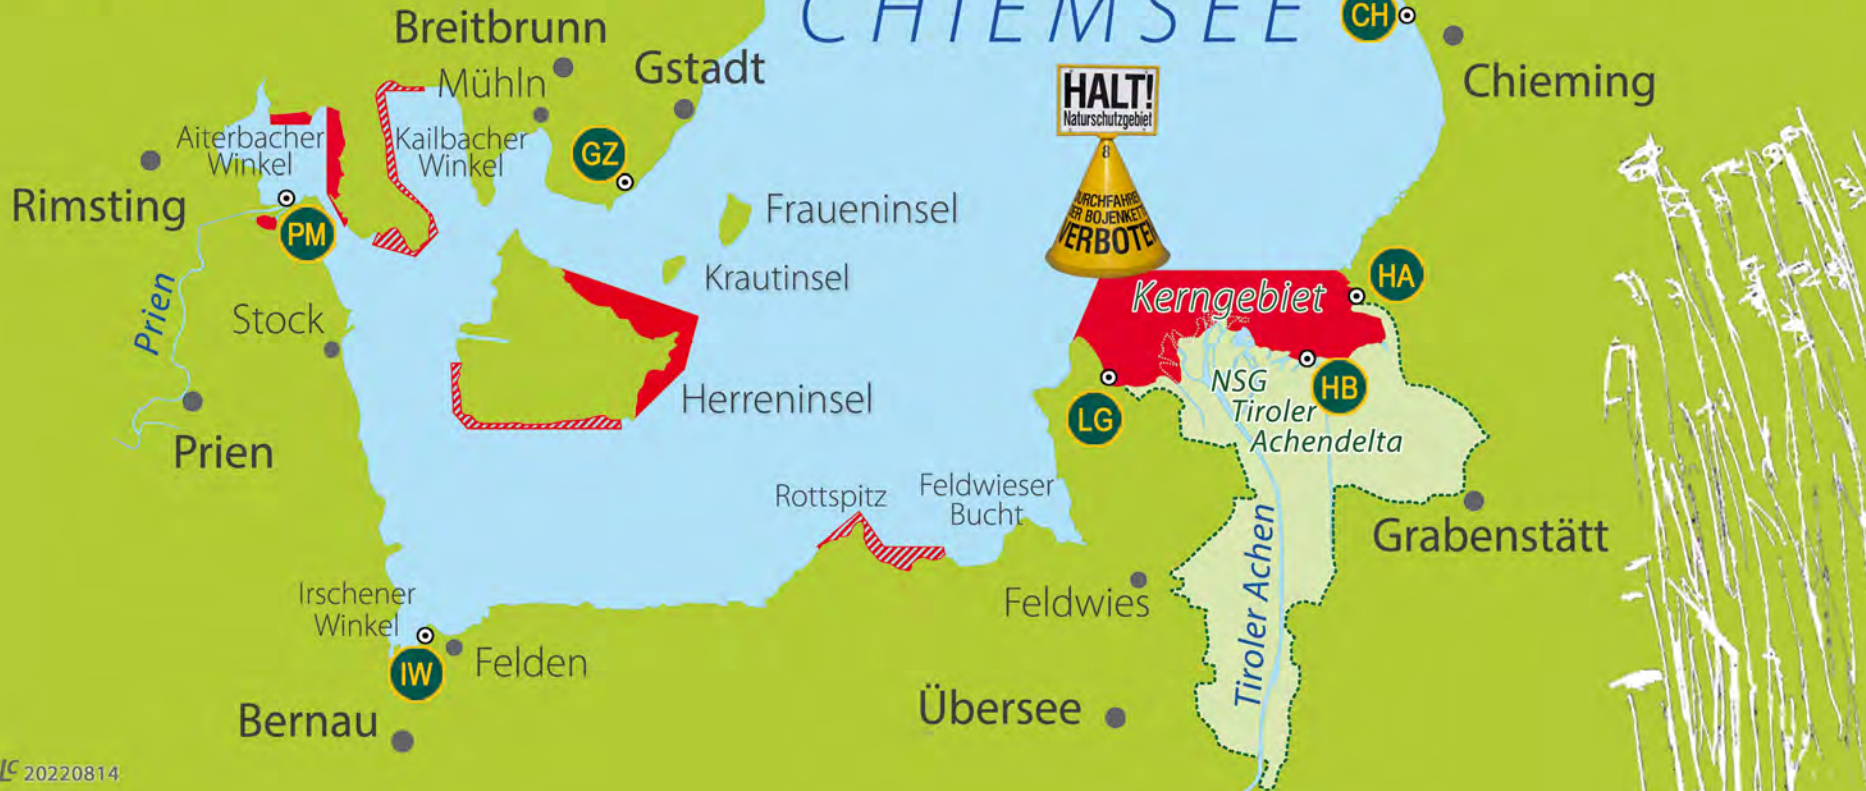 CHIEMSEE
CH
Breitbrunn
Mühln
Gstadt
Chieming
HALT!
Naturschutzgebiet
8
VERBOTEN
Aiterbacher
Winkel
Kailbacher
Winkel
GZ
Rimsting
PM
Fraueninsel
Krautinsel
HA
Kerngebiet
Prien
Stock
Herreninsel
LG
HB
NSG
Tiroler
Achendelta
Prien
Rottspitz
Feldwieser
Bucht
Grabenstätt
Tiroler Achen
Feldwies
Irschener
Winkel
IW
Felden
Bernau
Übersee
20220814